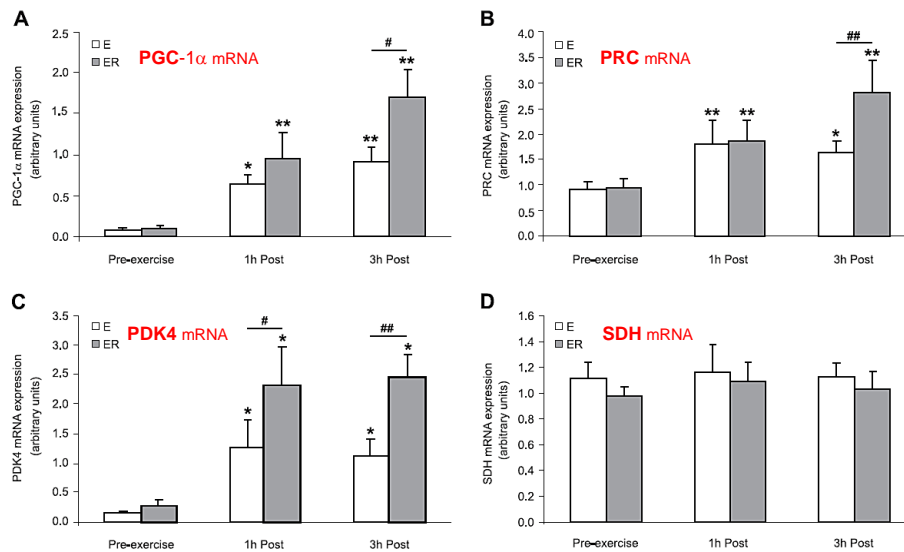 A
E
ER
PGC-1α mRNA
#
**
**
**
*
2.5
2.0
1.5
1.0
0.5
0.0
PGC-1α mRNA expression
(arbitrary units)
Pre-exercise 1h Post 3h Post
B
E
ER
PRC mRNA
##
**
** **
*
4.0
3.5
3.0
2.5
2.0
1.5
1.0
0.5
0.0
PRC mRNA expression
(arbitrary units)
Pre-exercise 1h Post 3h Post
C
E
ER
PDK4 mRNA
#
##
*
*
*
*
3.5
3.0
2.5
2.0
1.5
1.0
0.5
0.0
PDK4 mRNA expression
(arbitrary units)
Pre-exercise 1h Post 3h Post
D
E
ER
SDH mRNA
1.6
1.4
1.2
1.0
0.8
0.6
0.4
0.2
0.0
SDH mRNA expression
(arbitrary units)
Pre-exercise 1h Post 3h Post